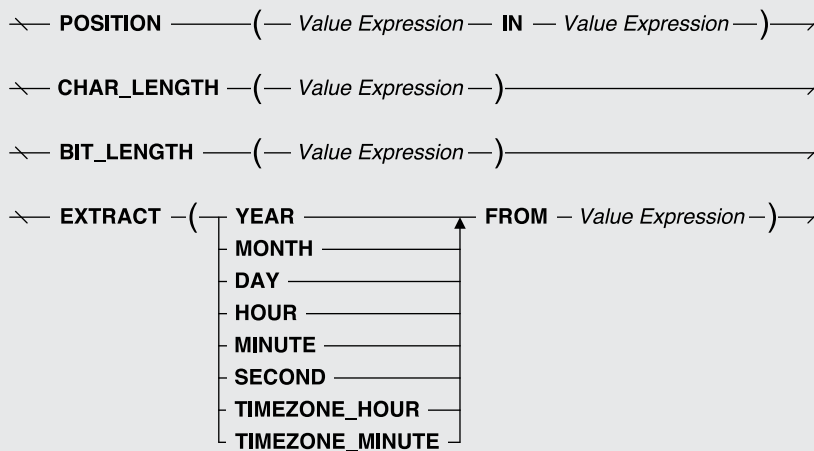 POSITION ( Value Expression IN Value Expression )
CHAR_LENGTH ( Value Expression )
BIT_LENGTH ( Value Expression )
EXTRACT ( YEAR FROM Value Expression )
MONTH
DAY
HOUR
MINUTE
SECOND
TIMEZONE_HOUR
TIMEZONE_MINUTE